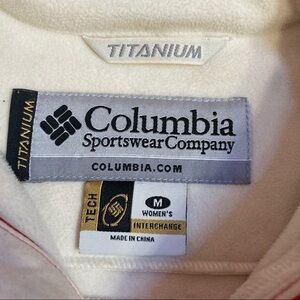 TITANIUM
TITANIUM
Columbia
Sportswear Company
COLUMBIA.COM
TECH
M
WOMEN'S
INTERCHANGE
MADE IN CHINA